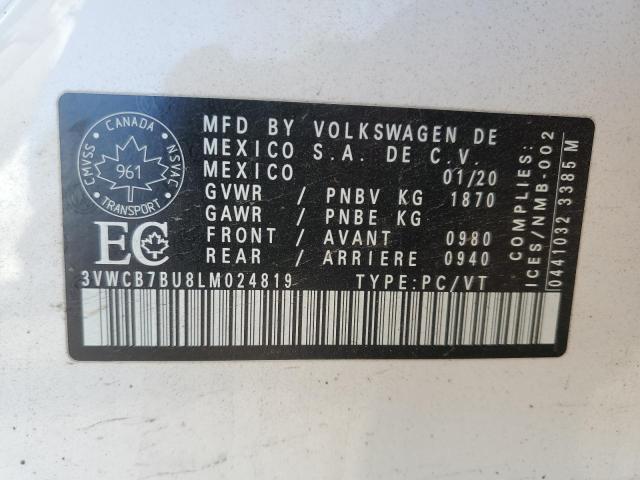 CANADA
CMVSS
961
NSVAC
TRANSPORT
EC
MFD BY VOLKSWAGEN DE
MEXICO S.A. DE C.V.
MEXICO 01/20
GVWR / PNBV KG 1870
GAWR / PNBE KG
FRONT / AVANT 0980
REAR / ARRIERE 0940
3VWCB7BU8LM024819 TYPE:PC/VT
COMPLIES:
ICES/NMB-002
0441032 3385 M